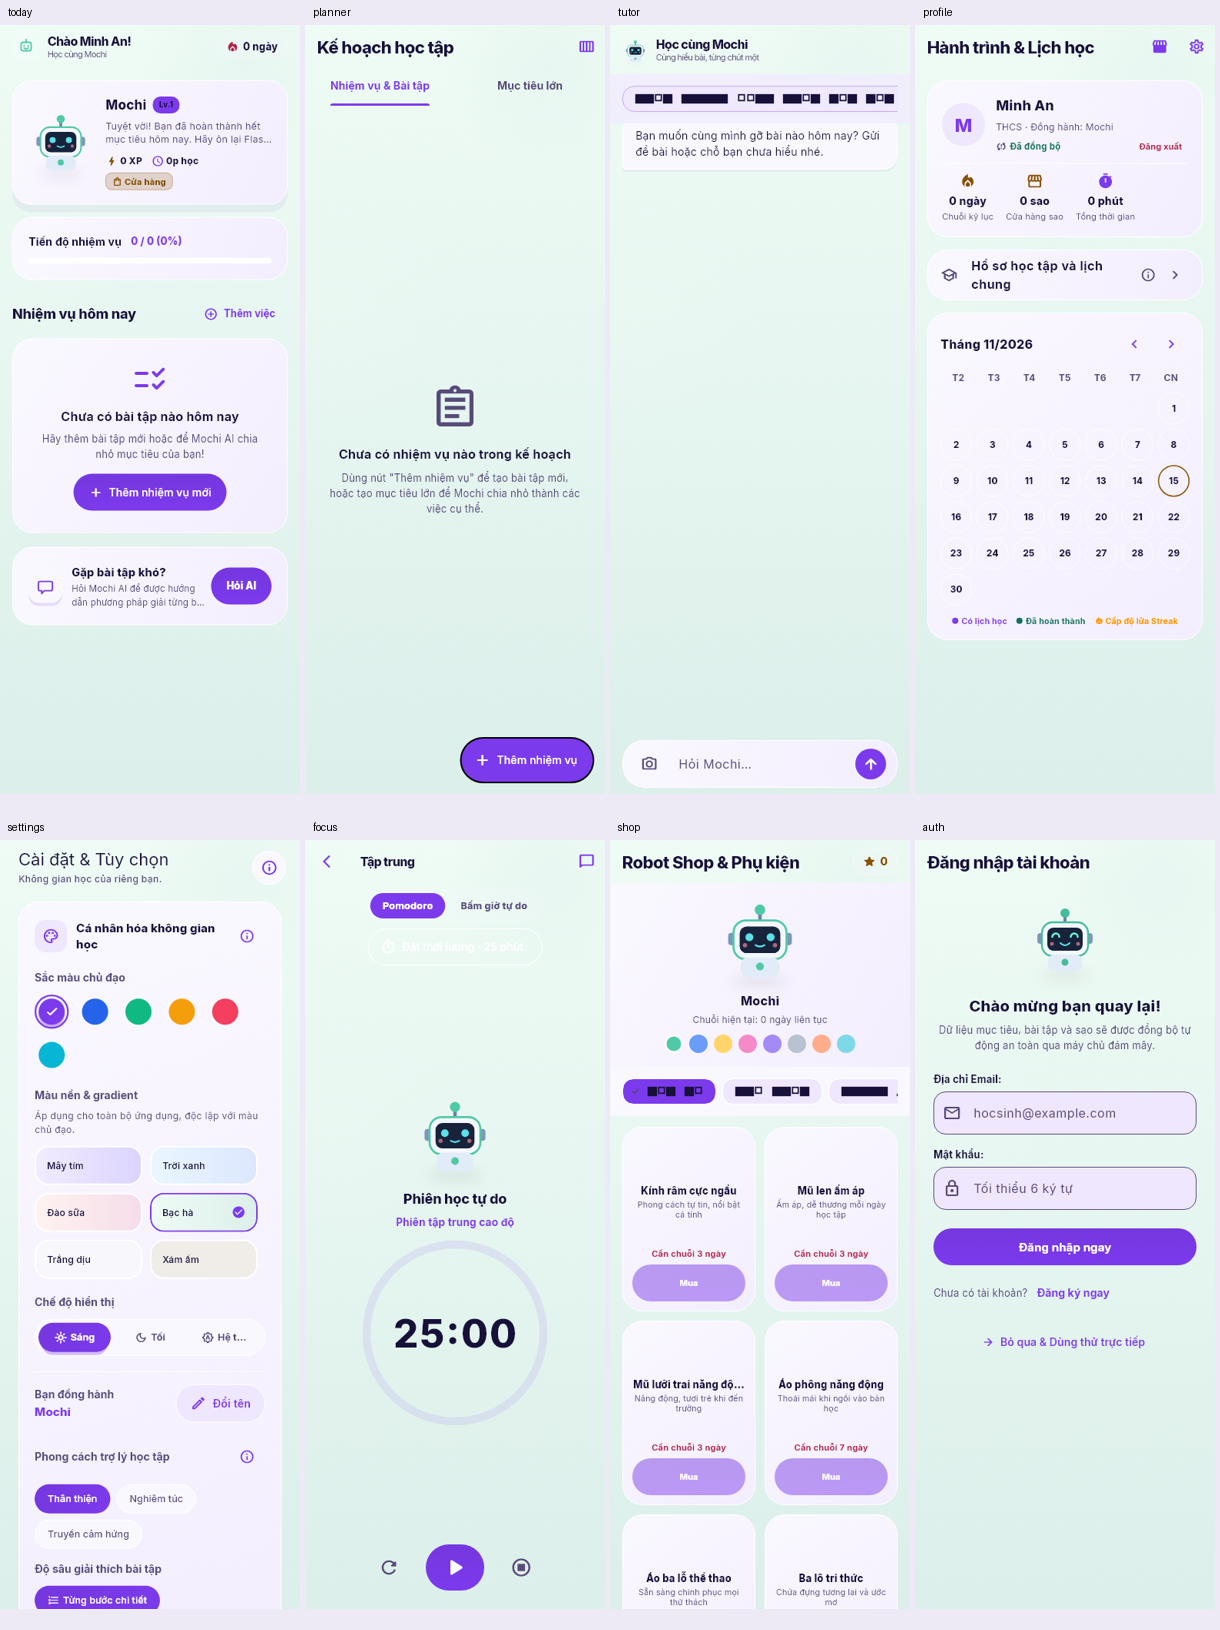 today
Chào Minh An!
Học cùng Mochi
0 ngày
Mochi Lv.1
Tuyệt vời! Bạn đã hoàn thành hết
mục tiêu hôm nay. Hãy ôn lại Flas...
0 XP 0p học
Cửa hàng
Tiến độ nhiệm vụ 0 / 0 (0%)
Nhiệm vụ hôm nay
Thêm việc
Chưa có bài tập nào hôm nay
Hãy thêm bài tập mới hoặc để Mochi AI chia
nhỏ mục tiêu của bạn!
Thêm nhiệm vụ mới
Gặp bài tập khó?
Hỏi Mochi AI để được hướng
dẫn phương pháp giải từng b...
Hỏi AI
planner
Kế hoạch học tập
Nhiệm vụ & Bài tập
Mục tiêu lớn
Chưa có nhiệm vụ nào trong kế hoạch
Dùng nút "Thêm nhiệm vụ" để tạo bài tập mới,
hoặc tạo mục tiêu lớn để Mochi chia nhỏ thành các
việc cụ thể.
Thêm nhiệm vụ
tutor
Học cùng Mochi
Cùng hiểu bài, từng chút một
Bạn muốn cùng mình gỡ bài nào hôm nay? Gửi
đề bài hoặc chỗ bạn chưa hiểu nhé.
Hỏi Mochi...
profile
Hành trình & Lịch học
M
Minh An
THCS · Đồng hành: Mochi
Đã đồng bộ
Đăng xuất
0 ngày 0 sao 0 phút
Chuỗi kỷ lục Cửa hàng sao Tổng thời gian
Hồ sơ học tập và lịch
chung
Tháng 11/2026
T2 T3 T4 T5 T6 T7 CN
1
2 3 4 5 6 7 8
9 10 11 12 13 14 15
16 17 18 19 20 21 22
23 24 25 26 27 28 29
30
Có lịch học Đã hoàn thành Cấp độ lửa Streak
settings
Cài đặt & Tùy chọn
Không gian học của riêng bạn.
Cá nhân hóa không gian
học
Sắc màu chủ đạo
Màu nền & gradient
Áp dụng cho toàn bộ ứng dụng, độc lập với màu
chủ đạo.
Mây tím Trời xanh
Đào sữa Bạc hà
Trắng dịu Xám ấm
Chế độ hiển thị
Sáng Tối Hệ t...
Bạn đồng hành
Mochi
Đổi tên
Phong cách trợ lý học tập
Thân thiện Nghiêm túc
Truyền cảm hứng
Độ sâu giải thích bài tập
Từng bước chi tiết
focus
Tập trung
Pomodoro Bấm giờ tự do
Đặt thời lượng · 25 phút
Phiên học tự do
Phiên tập trung cao độ
25:00
shop
Robot Shop & Phụ kiện
0
Mochi
Chuỗi hiện tại: 0 ngày liên tục
Kính râm cực ngầu
Phong cách tự tin, nổi bật
cá tính
Cần chuỗi 3 ngày
Mua
Mũ len ấm áp
Ấm áp, dễ thương mỗi ngày
học tập
Cần chuỗi 3 ngày
Mua
Mũ lưỡi trai năng độ...
Năng động, tươi trẻ khi đến
trường
Cần chuỗi 3 ngày
Mua
Áo phông năng động
Thoải mái khi ngồi vào bàn
học
Cần chuỗi 7 ngày
Mua
Áo ba lỗ thể thao
Sẵn sàng chinh phục mọi
thử thách
Ba lô tri thức
Chứa đựng tương lai và ước
mơ
auth
Đăng nhập tài khoản
Chào mừng bạn quay lại!
Dữ liệu mục tiêu, bài tập và sao sẽ được đồng bộ tự
động an toàn qua máy chủ đám mây.
Địa chỉ Email:
hocsinh@example.com
Mật khẩu:
Tối thiểu 6 ký tự
Đăng nhập ngay
Chưa có tài khoản? Đăng ký ngay
Bỏ qua & Dùng thử trực tiếp